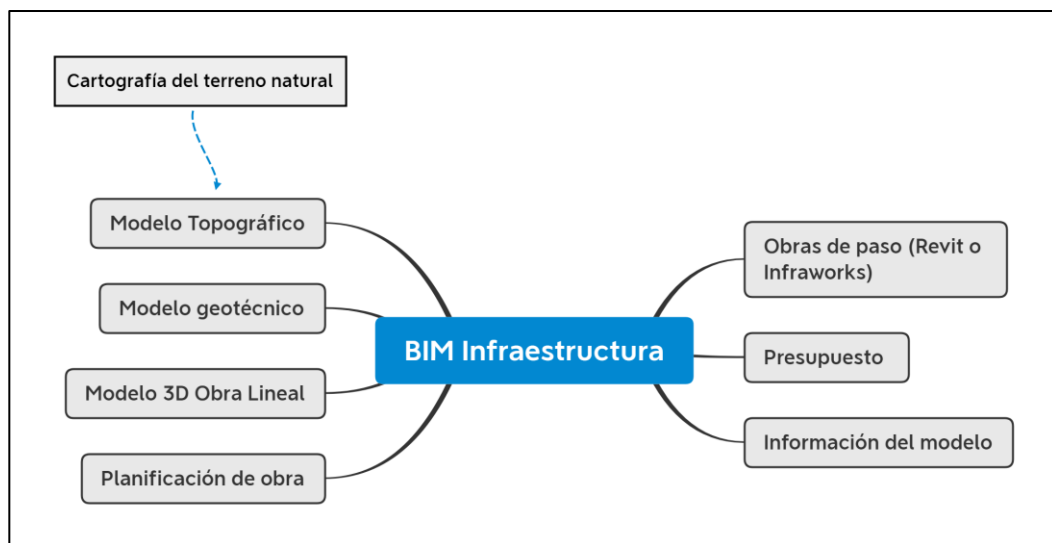 Cartografía del terreno natural
Modelo Topográfico
Modelo geotécnico
Modelo 3D Obra Lineal
Planificación de obra
BIM Infraestructura
Obras de paso (Revit o
Infraworks)
Presupuesto
Información del modelo